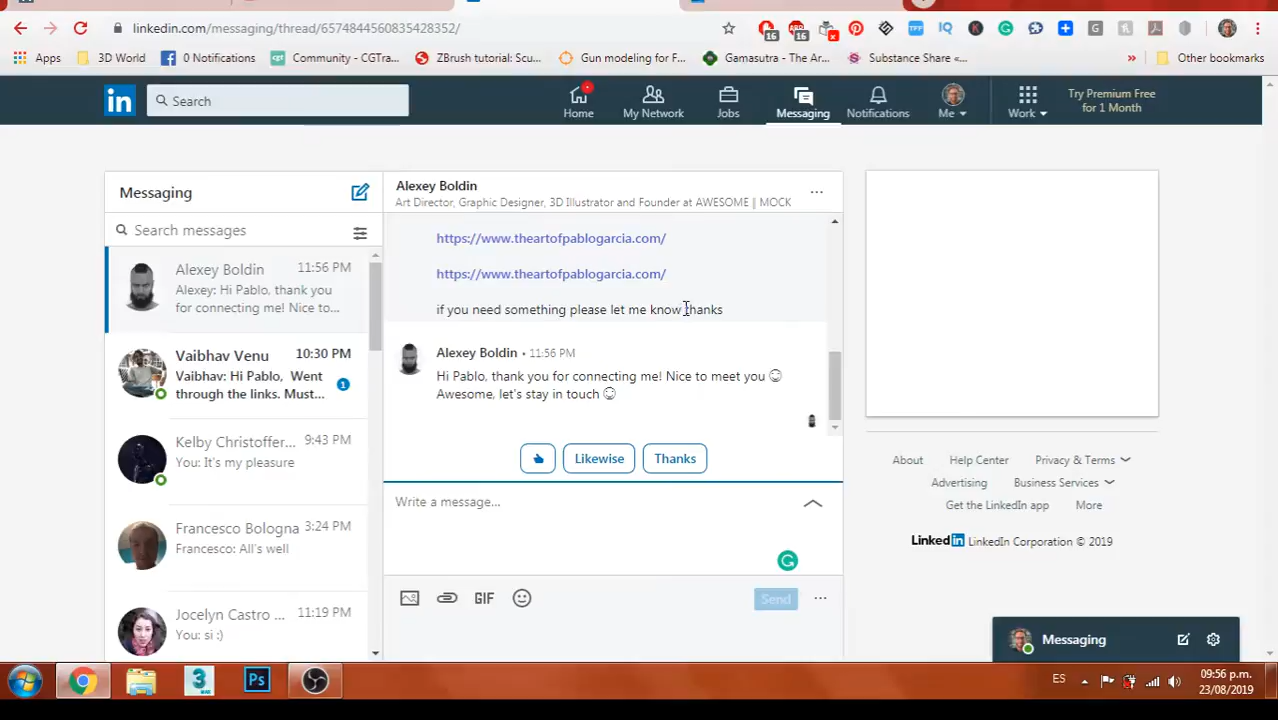 linkedin.com/messaging/thread/6574844560835428352/
16
16
Apps
3D World
0 Notifications
Community - CGTra...
ZBrush tutorial: Scu...
Gun modeling for F...
Gamasutra - The Ar...
Substance Share «...
»
Other bookmarks
in
Search
Home
My Network
Jobs
Messaging
Notifications
Me
Work
Try Premium Free
for 1 Month
Messaging
Search messages
Alexey Boldin
11:56 PM
Alexey: Hi Pablo, thank you
for connecting me! Nice to...
Vaibhav Venu
10:30 PM
Vaibhav: Hi Pablo, Went
through the links. Must...
1
Kelby Christoffer...
9:43 PM
You: It's my pleasure
Francesco Bologna
3:24 PM
Francesco: All's well
Jocelyn Castro ...
11:19 PM
You: si :)
Alexey Boldin
Art Director, Graphic Designer, 3D Illustrator and Founder at AWESOME || MOCK
https://www.theartofpablogarcia.com/
https://www.theartofpablogarcia.com/
if you need something please let me know thanks
Alexey Boldin • 11:56 PM
Hi Pablo, thank you for connecting me! Nice to meet you ☺
Awesome, let's stay in touch ☺
Likewise
Thanks
Write a message...
GIF
Send
About
Help Center
Privacy & Terms
Advertising
Business Services
Get the LinkedIn app
More
LinkedIn LinkedIn Corporation © 2019
Messaging
Ps
ES
09:56 p.m.
23/08/2019